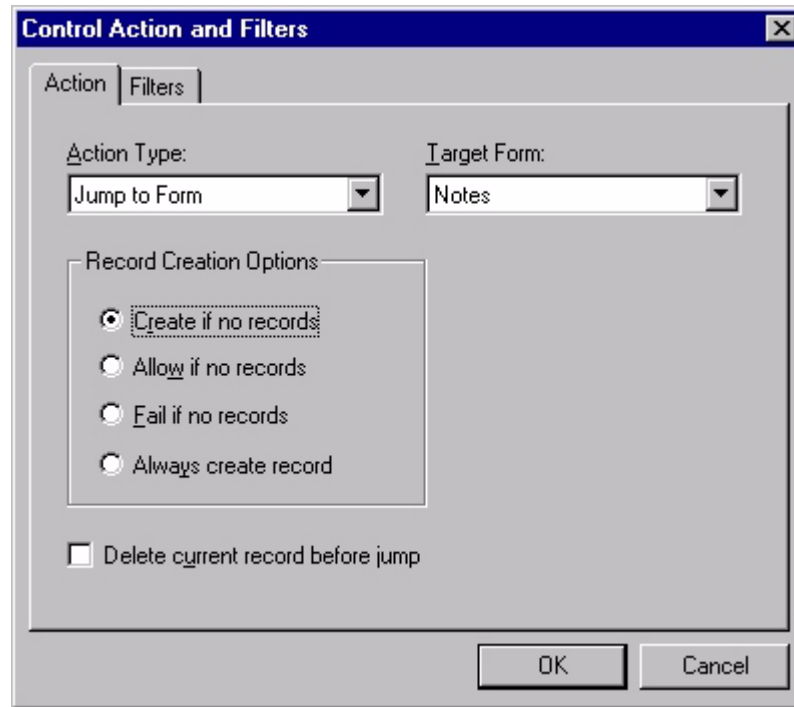 Control Action and Filters
Action Filters
Action Type: Target Form:
Jump to Form Notes
Record Creation Options
Create if no records
Allow if no records
Fail if no records
Always create record
Delete current record before jump
OK Cancel